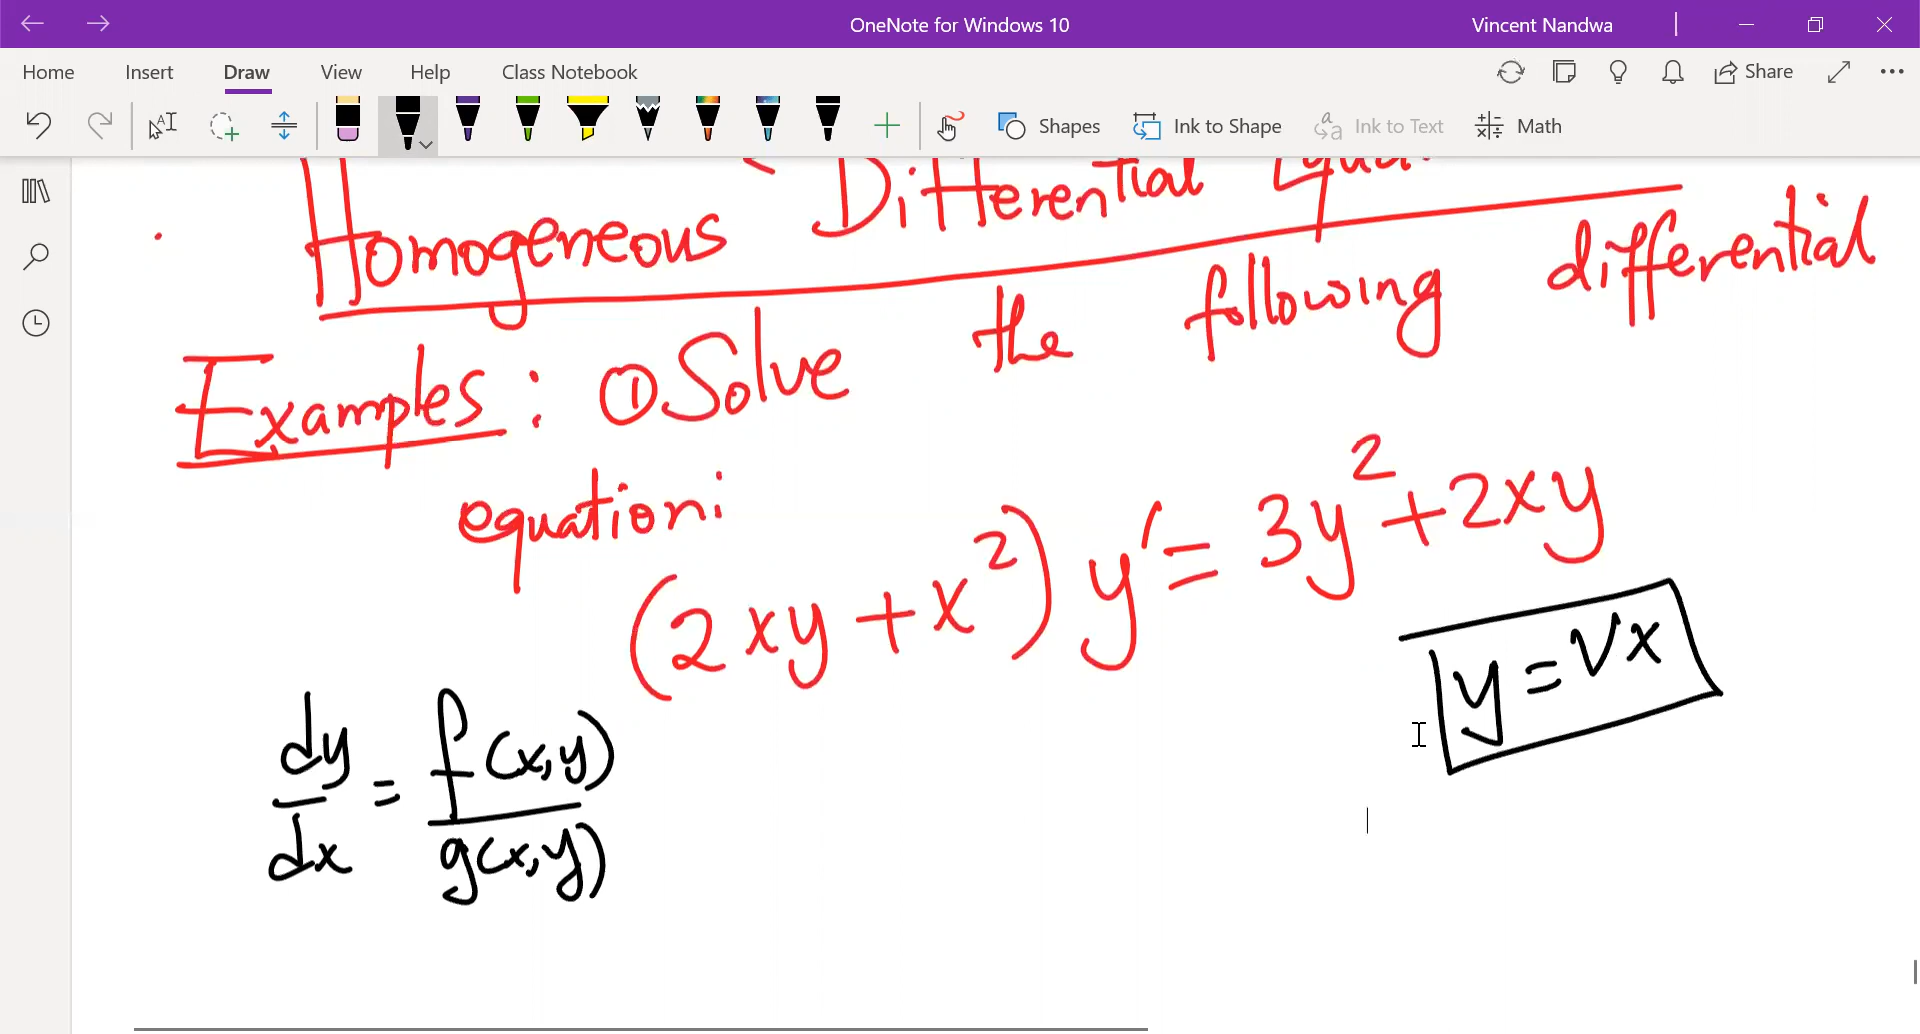 OneNote for Windows 10
Vincent Nandwa
Home Insert Draw View Help Class Notebook
Share
Shapes Ink to Shape Ink to Text Math
Homogeneous Differential
Examples: ① Solve the following differential
equation:
(2xy + x²) y' = 3y² + 2xy
y = Vx
dy/dx = f(x,y)/g(x,y)